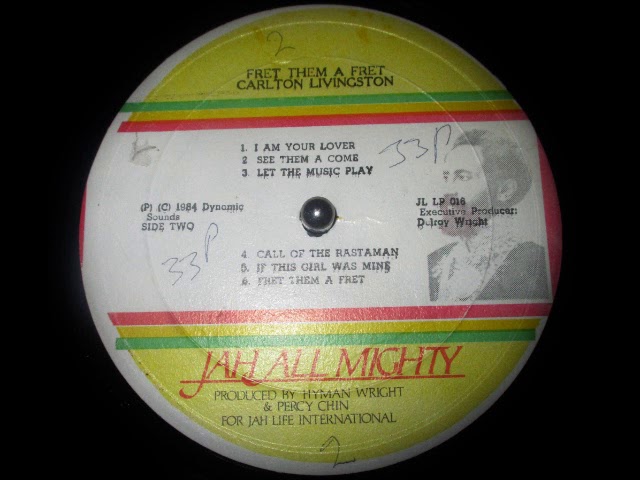 2
FRET THEM A FRET
CARLTON LIVINGSTON
1. I AM YOUR LOVER
2 SEE THEM A COME
3. LET THE MUSIC PLAY
33P
(P) (C) 1984 Dynamic
Sounds
SIDE TWO
JL LP 016
Executive Producer:
Delroy Wright
33P
4. CALL OF THE RASTAMAN
5. IF THIS GIRL WAS MINE
6. FRET THEM A FRET
JAH ALL MIGHTY
PRODUCED BY HYMAN WRIGHT
& PERCY CHIN
FOR JAH LIFE INTERNATIONAL
2